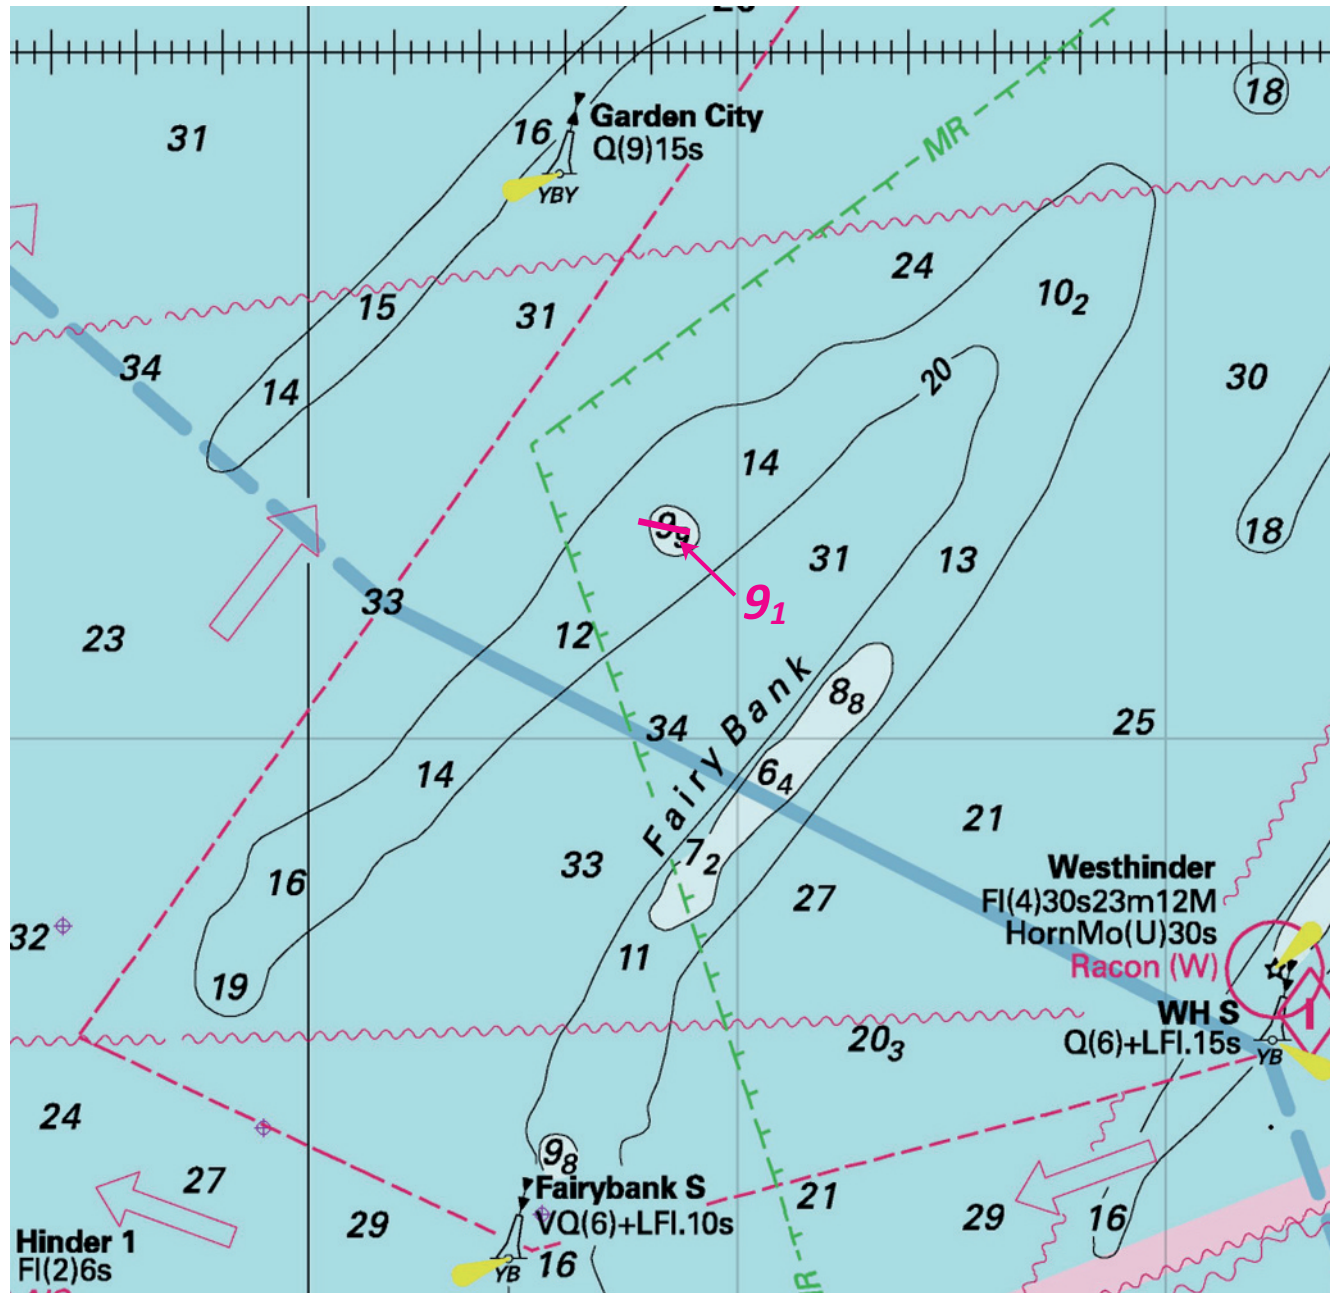 20
18
31
16
Garden City
Q(9)15s
YBY
MR
24
10₂
15
31
34
14
20
30
14
9₉
18
31
13
9₁
33
12
23
8₈
Fairy Bank
34
25
6₄
14
21
7₂
33
16
Westhinder
Fl(4)30s23m12M
HornMo(U)30s
Racon (W)
27
32
11
19
WH S
Q(6)+LFl.15s
YB
20₃
24
9₈
27
Fairybank S
VQ(6)+LFl.10s
21
29
16
29
Hinder 1
Fl(2)6s
YB
16